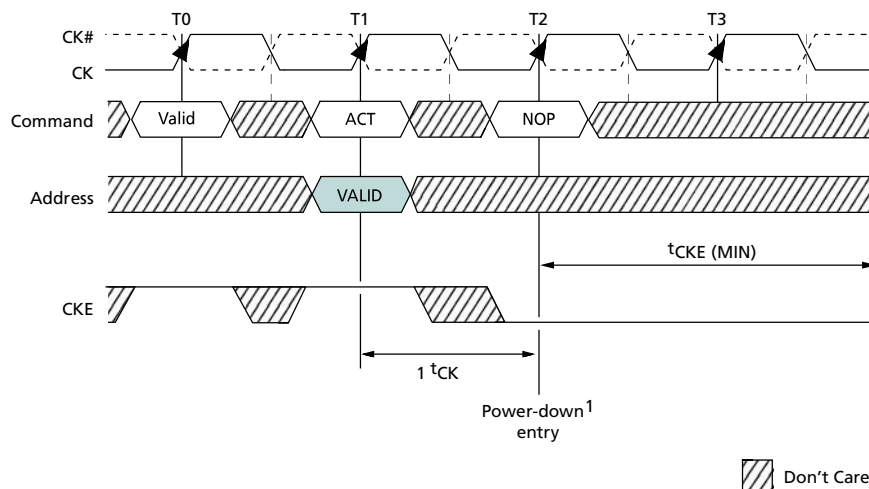 T0 T1 T2 T3
CK#
CK
Command Valid ACT NOP
Address VALID
tCKE (MIN)
CKE
1 tCK
Power-down1
entry
Don't Care